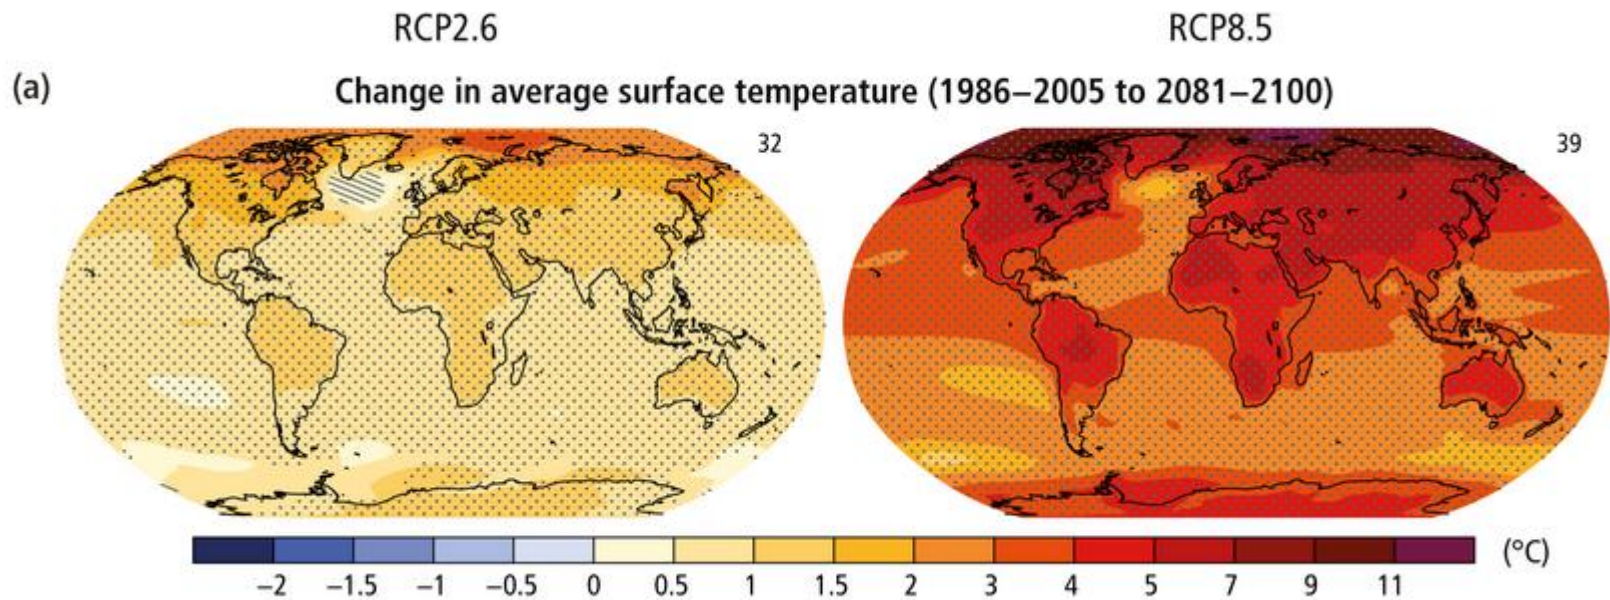 RCP2.6 RCP8.5
(a) Change in average surface temperature (1986–2005 to 2081–2100)
32 39
−2 −1.5 −1 −0.5 0 0.5 1 1.5 2 3 4 5 7 9 11 (°C)